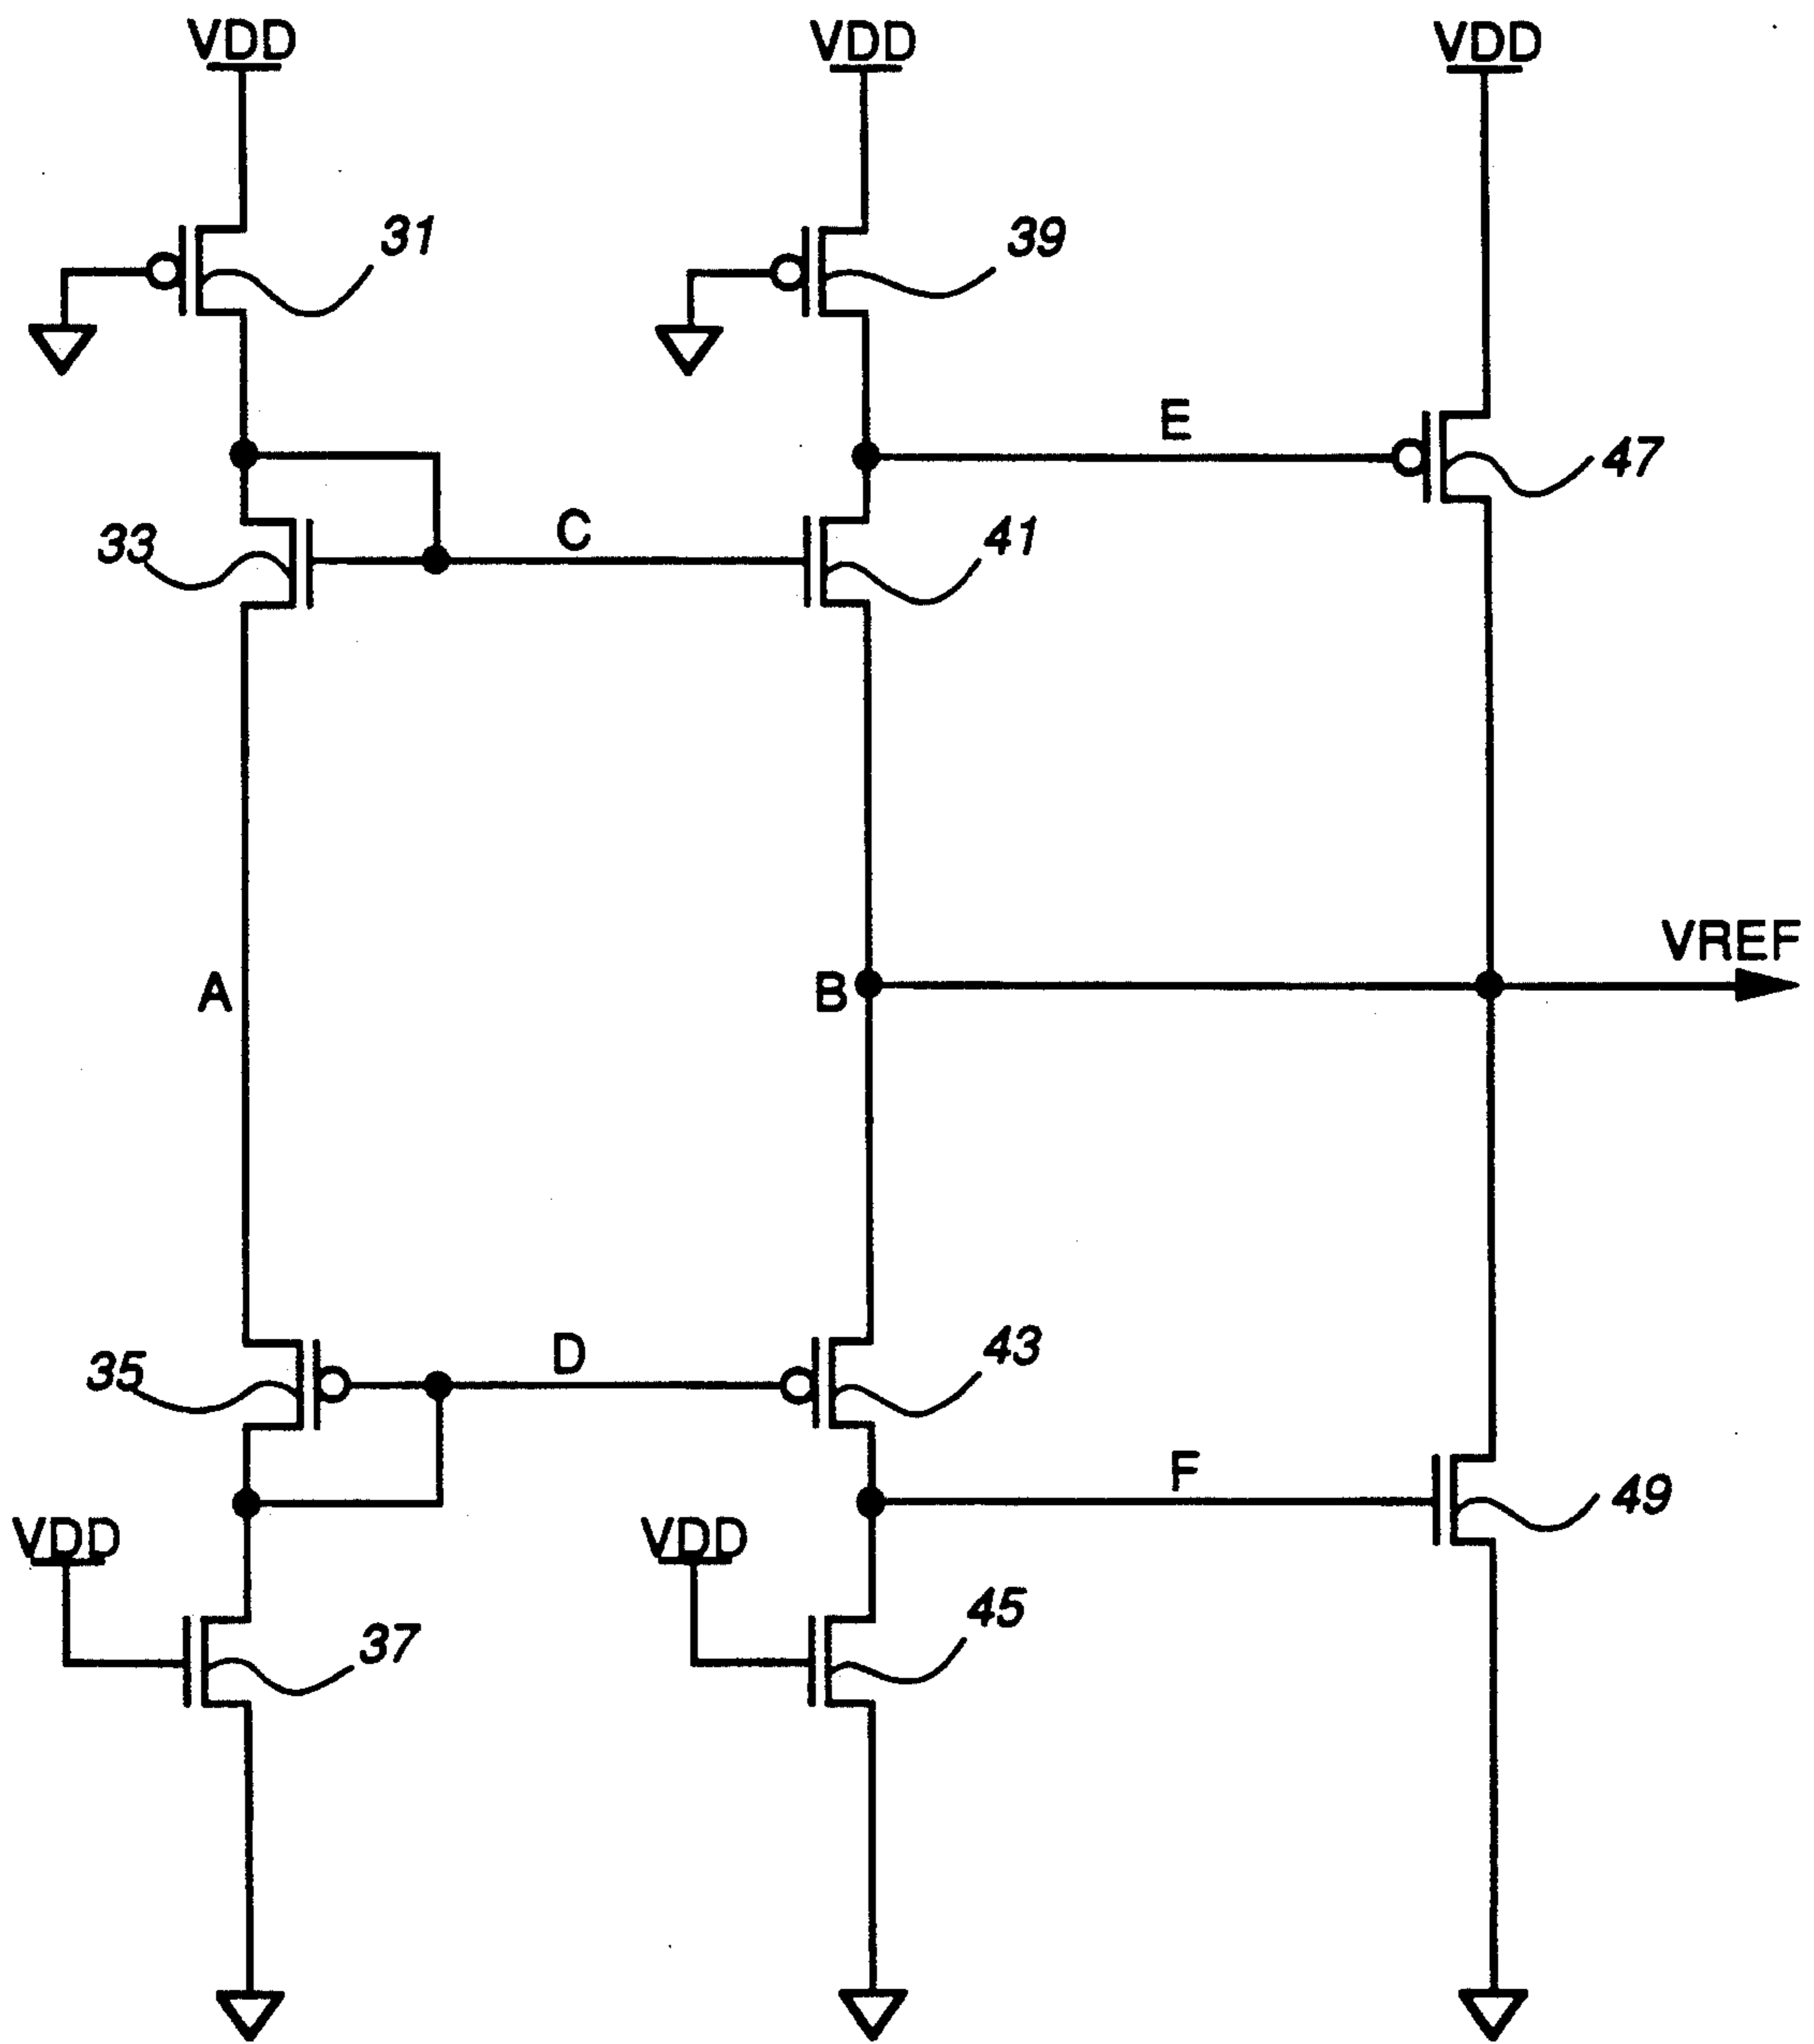 VDD VDD VDD
31 39
E
47
33 C 41
VREF
A B
D 43
35
F
49
VDD VDD
45
37